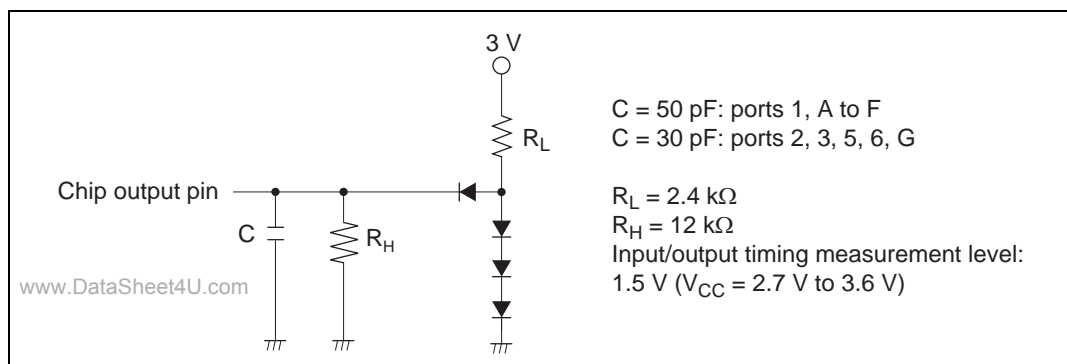 3 V
R_L
Chip output pin
C
R_H
C = 50 pF: ports 1, A to F
C = 30 pF: ports 2, 3, 5, 6, G
R_L = 2.4 kΩ
R_H = 12 kΩ
Input/output timing measurement level:
1.5 V (V_CC = 2.7 V to 3.6 V)
www.DataSheet4U.com